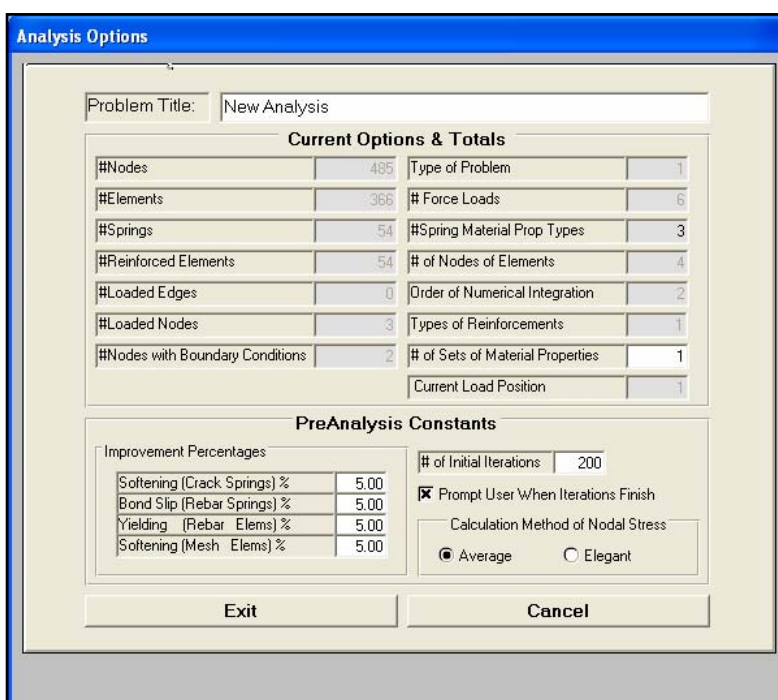 Analysis Options
Problem Title: New Analysis
Current Options & Totals
#Nodes 485 Type of Problem 1
#Elements 366 # Force Loads 6
#Springs 54 #Spring Material Prop Types 3
#Reinforced Elements 54 # of Nodes of Elements 4
#Loaded Edges 0 Order of Numerical Integration 2
#Loaded Nodes 3 Types of Reinforcements 1
#Nodes with Boundary Conditions 2 # of Sets of Material Properties 1
Current Load Position 1
PreAnalysis Constants
Improvement Percentages
Softening (Crack Springs) % 5.00
Bond Slip (Rebar Springs) % 5.00
Yielding (Rebar Elems) % 5.00
Softening (Mesh Elems) % 5.00
# of Initial Iterations 200
Prompt User When Iterations Finish
Calculation Method of Nodal Stress
Average Elegant
Exit Cancel